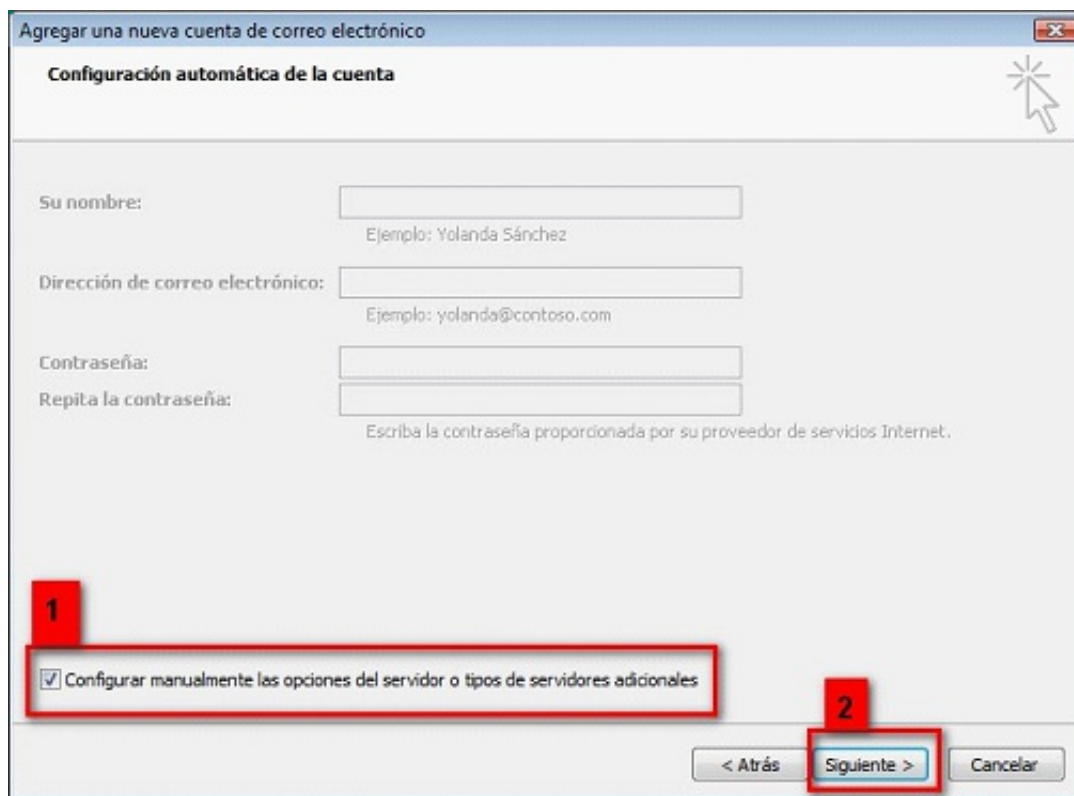 Agregar una nueva cuenta de correo electrónico
Configuración automática de la cuenta
Su nombre:
Ejemplo: Yolanda Sánchez
Dirección de correo electrónico:
Ejemplo: yolanda@contoso.com
Contraseña:
Repita la contraseña:
Escriba la contraseña proporcionada por su proveedor de servicios Internet.
1
Configurar manualmente las opciones del servidor o tipos de servidores adicionales
2
< Atrás Siguiente > Cancelar